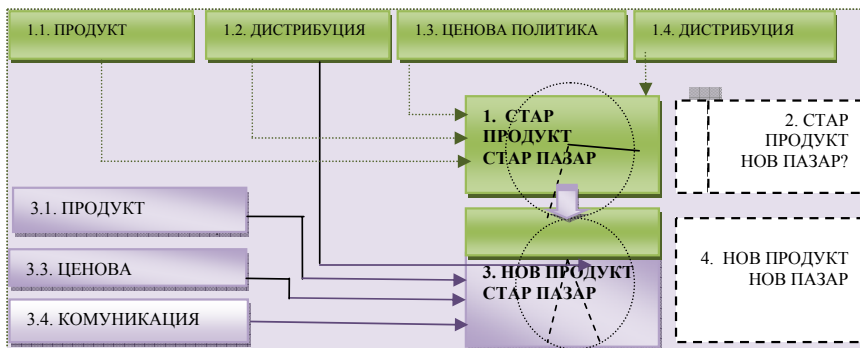 1.1. ПРОДУКТ
1.2. ДИСТРИБУЦИЯ
1.3. ЦЕНОВА ПОЛИТИКА
1.4. ДИСТРИБУЦИЯ
1. СТАР
ПРОДУКТ
СТАР ПАЗАР
2. СТАР
ПРОДУКТ
НОВ ПАЗАР?
3.1. ПРОДУКТ
3.3. ЦЕНОВА
3.4. КОМУНИКАЦИЯ
3. НОВ ПРОДУКТ
СТАР ПАЗАР
4. НОВ ПРОДУКТ
НОВ ПАЗАР